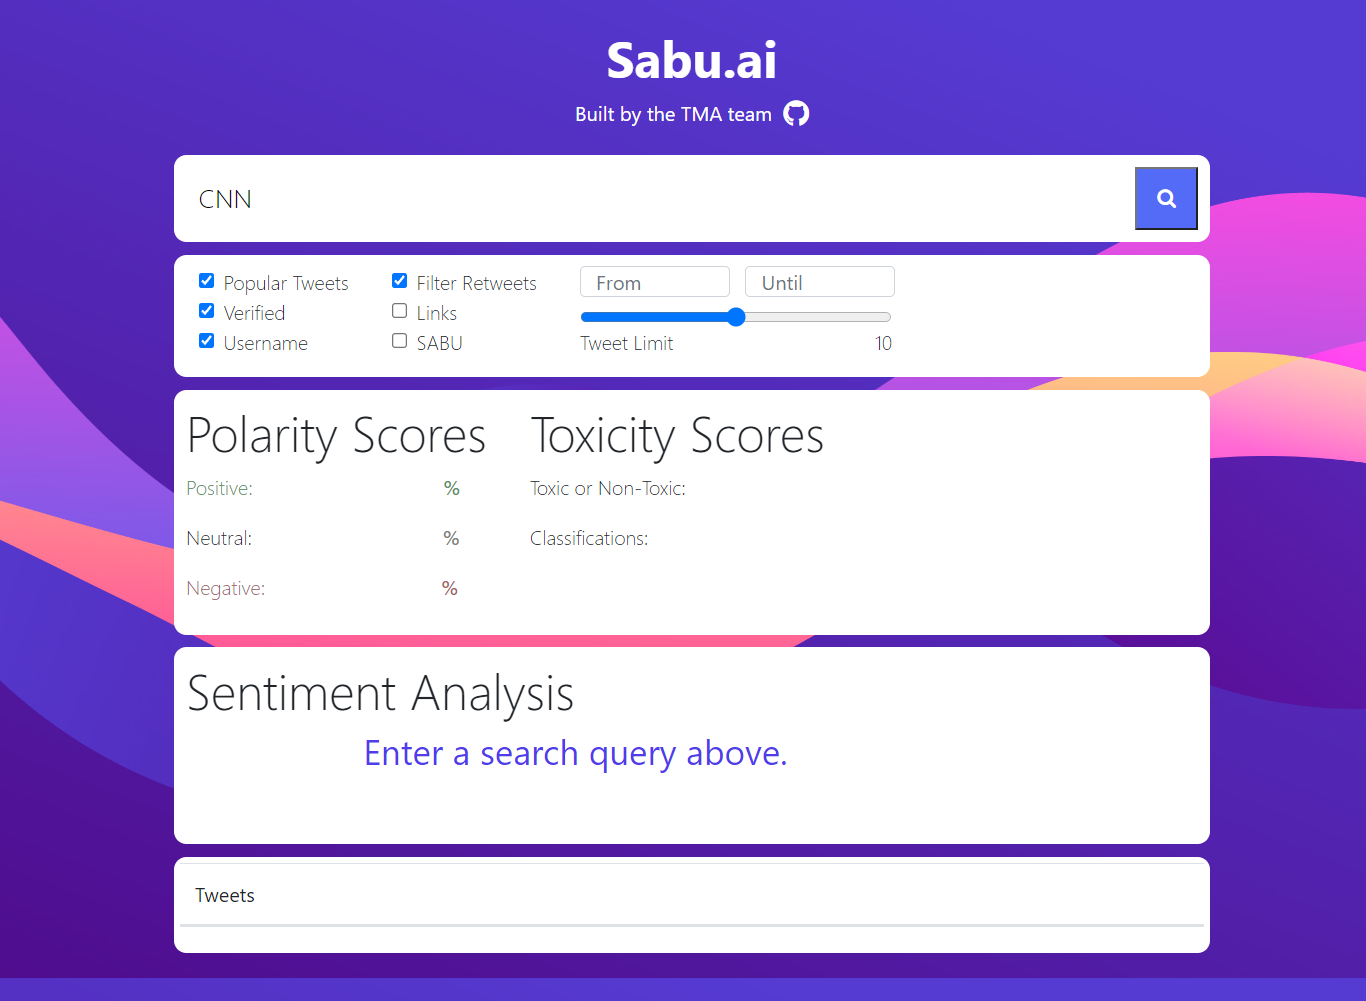 Sabu.ai
Built by the TMA team
CNN
Popular Tweets
Filter Retweets
From
Until
Verified
Links
Username
SABU
Tweet Limit
10
Polarity Scores
Toxicity Scores
Positive: %
Toxic or Non-Toxic:
Neutral: %
Classifications:
Negative: %
Sentiment Analysis
Enter a search query above.
Tweets